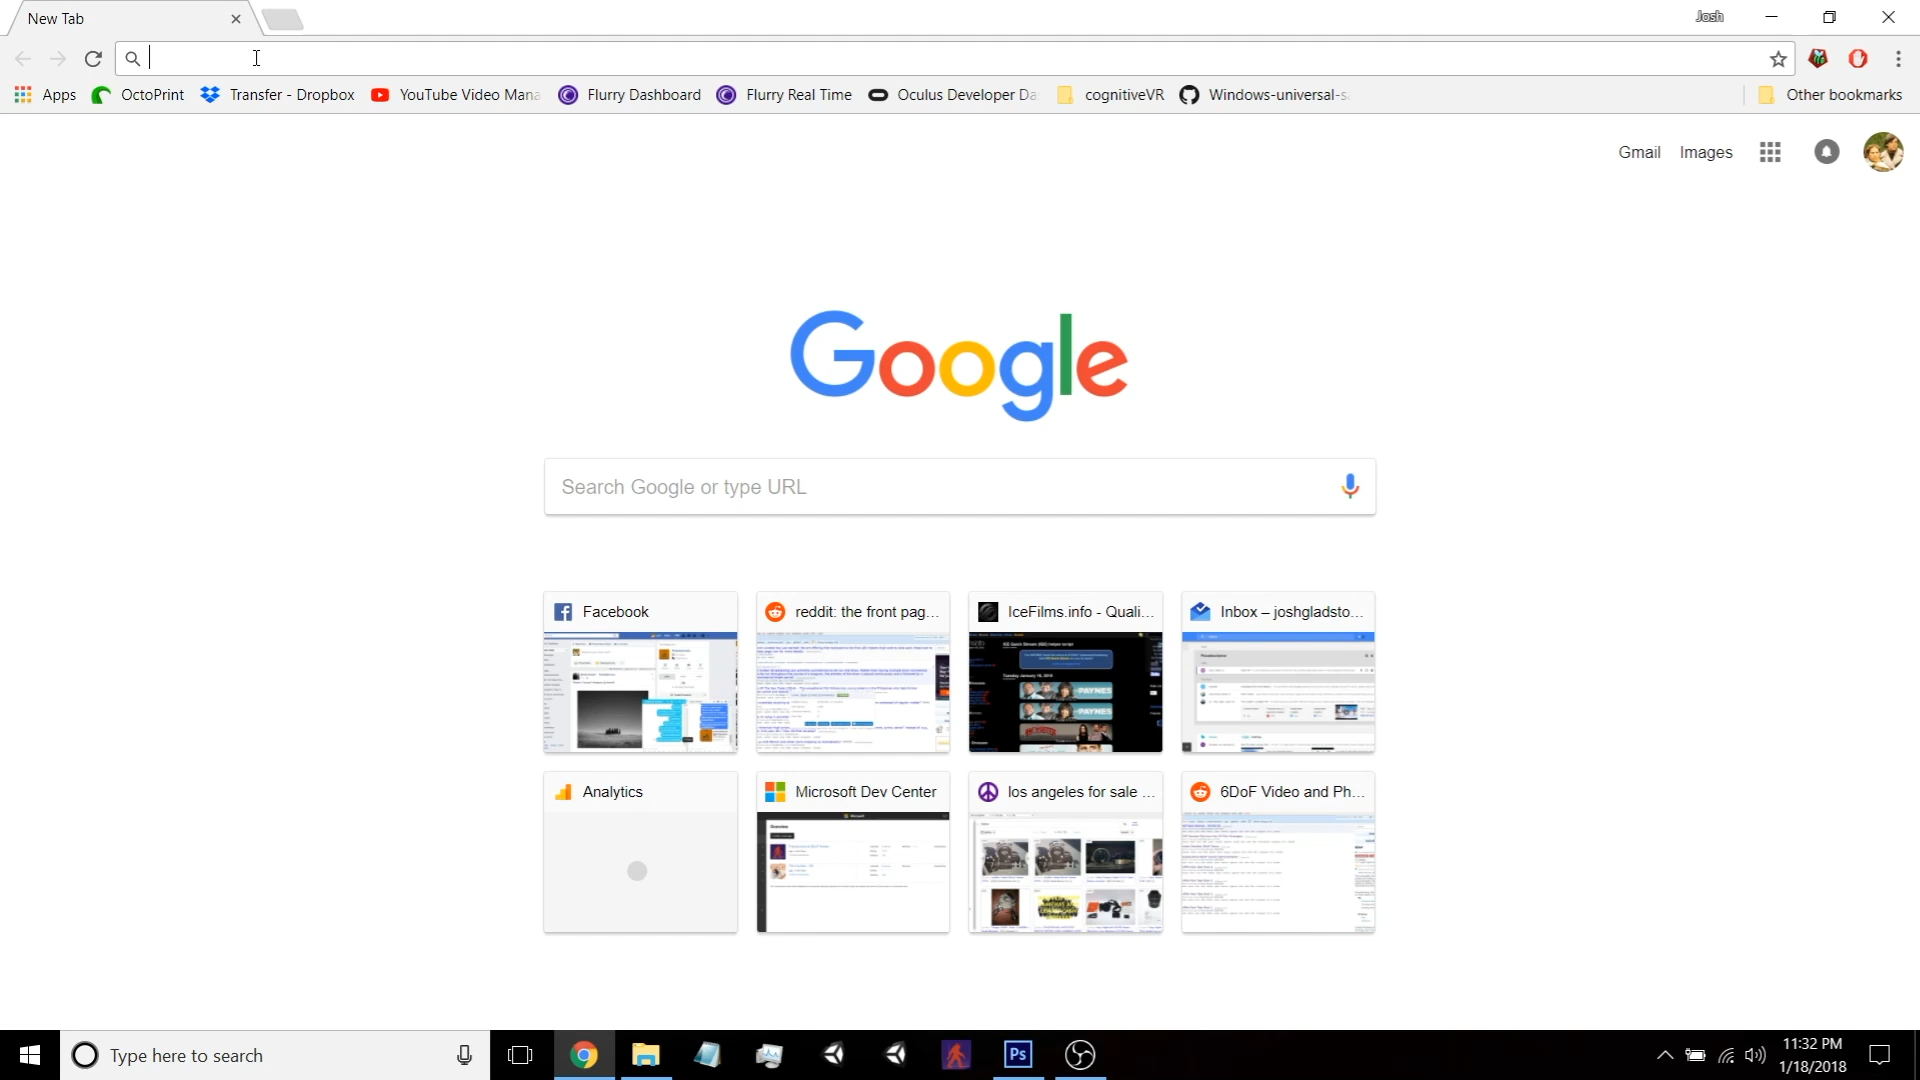 New Tab
Josh
Apps OctoPrint Transfer - Dropbox YouTube Video Mana Flurry Dashboard Flurry Real Time Oculus Developer Da cognitiveVR Windows-universal-s Other bookmarks
Gmail Images
Google
Search Google or type URL
Facebook reddit: the front pag... IceFilms.info - Quali... Inbox – joshgladsto...
PAYNES
PAYNES
Analytics Microsoft Dev Center los angeles for sale ... 6DoF Video and Ph...
Type here to search Ps 11:32 PM
1/18/2018